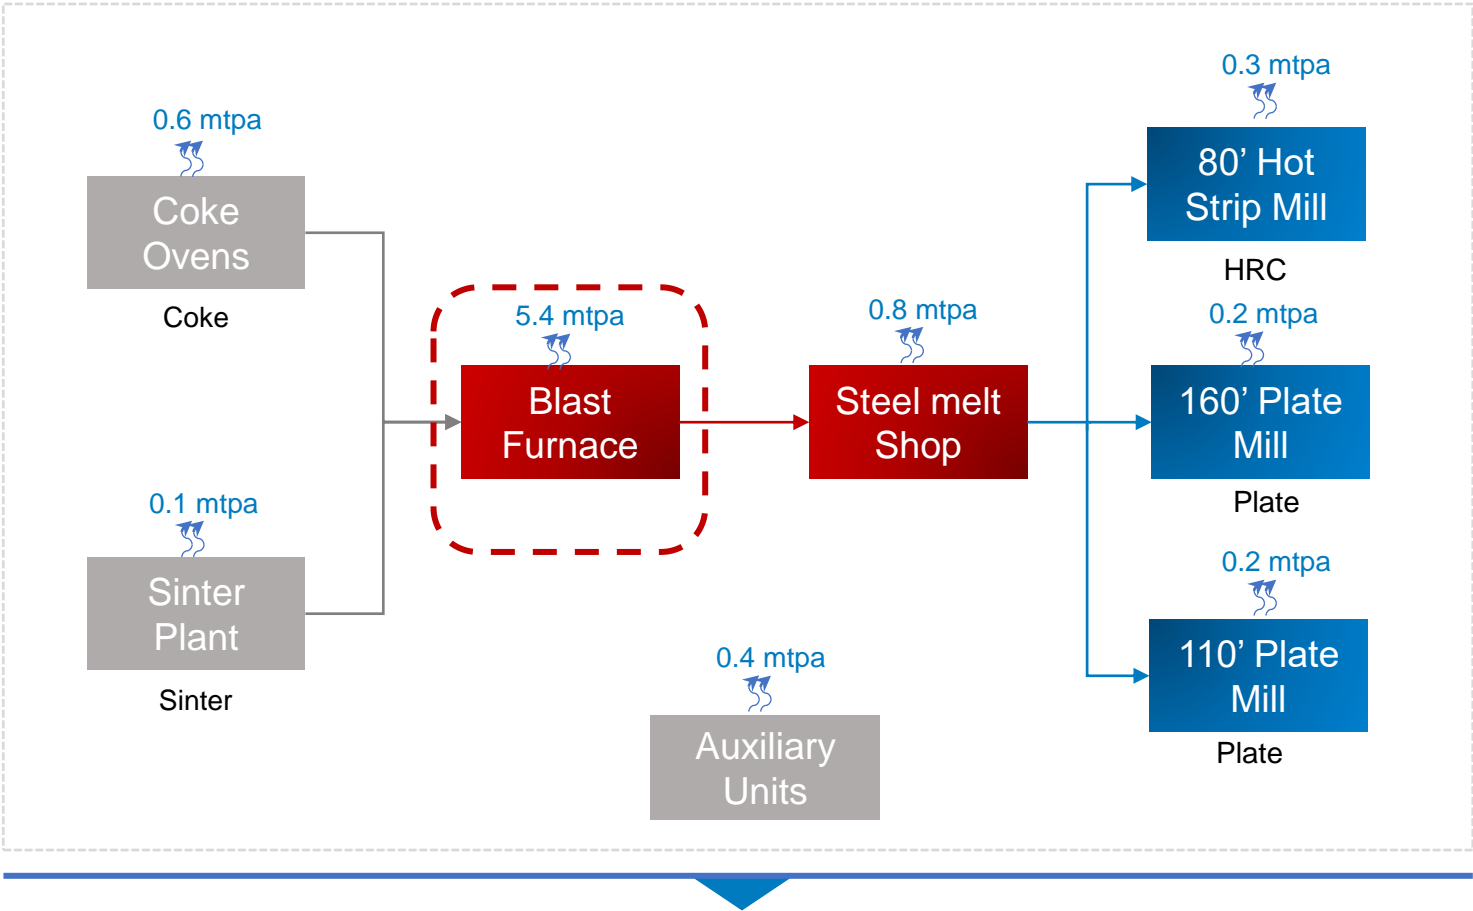 0.6 mtpa
Coke
Ovens
Coke
0.1 mtpa
Sinter
Plant
Sinter
5.4 mtpa
Blast
Furnace
0.8 mtpa
Steel melt
Shop
0.4 mtpa
Auxiliary
Units
0.3 mtpa
80’ Hot
Strip Mill
HRC
0.2 mtpa
160’ Plate
Mill
Plate
0.2 mtpa
110’ Plate
Mill
Plate